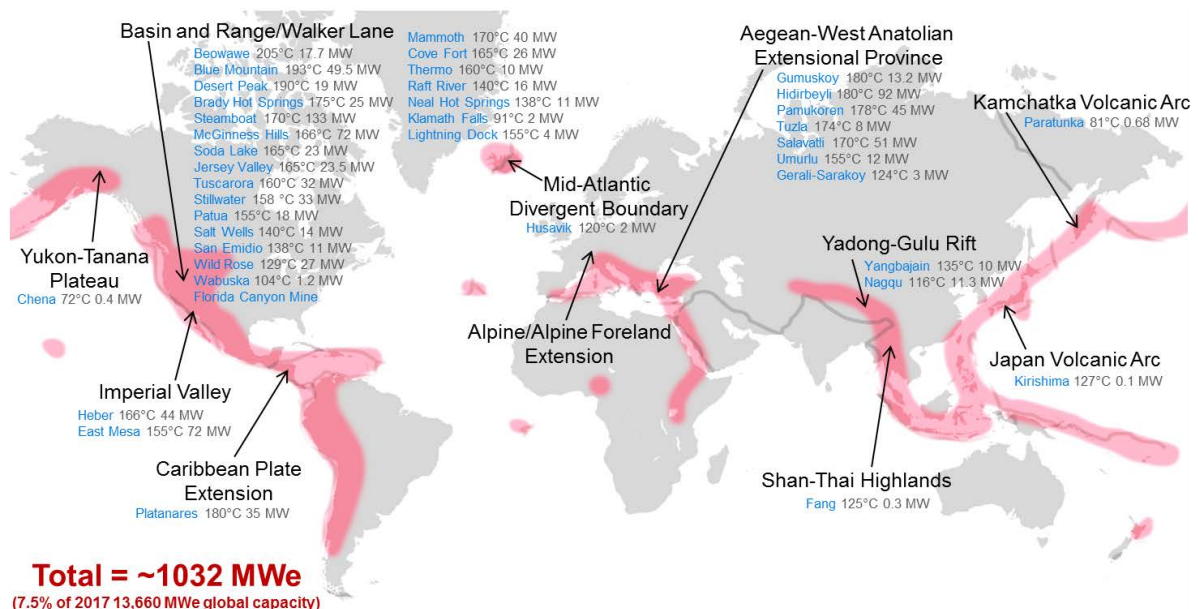 Basin and Range/Walker Lane
Beowawe 205°C 17.7 MW
Blue Mountain 193°C 49.5 MW
Desert Peak 190°C 19 MW
Brady Hot Springs 175°C 25 MW
Steamboat 170°C 133 MW
McGinness Hills 166°C 72 MW
Soda Lake 165°C 23 MW
Jersey Valley 165°C 23.5 MW
Tuscarora 160°C 32 MW
Stillwater 158 °C 33 MW
Patua 155°C 18 MW
Salt Wells 140°C 14 MW
San Emidio 138°C 11 MW
Wild Rose 129°C 27 MW
Wabuska 104°C 1.2 MW
Florida Canyon Mine
Mammoth 170°C 40 MW
Cove Fort 165°C 26 MW
Thermo 160°C 10 MW
Raft River 140°C 16 MW
Neal Hot Springs 138°C 11 MW
Klamath Falls 91°C 2 MW
Lightning Dock 155°C 4 MW
Aegean-West Anatolian
Extensional Province
Gumuskoy 180°C 13.2 MW
Hidirbeyli 180°C 92 MW
Pamukoren 178°C 45 MW
Tuzla 174°C 8 MW
Salavatli 170°C 51 MW
Umurlu 155°C 12 MW
Gerali-Sarakoy 124°C 3 MW
Kamchatka Volcanic Arc
Paratunka 81°C 0.68 MW
Mid-Atlantic
Divergent Boundary
Husavik 120°C 2 MW
Yukon-Tanana
Plateau
Chena 72°C 0.4 MW
Yadong-Gulu Rift
Yangbajain 135°C 10 MW
Nagqu 116°C 11.3 MW
Alpine/Alpine Foreland
Extension
Japan Volcanic Arc
Kirishima 127°C 0.1 MW
Imperial Valley
Heber 166°C 44 MW
East Mesa 155°C 72 MW
Caribbean Plate
Extension
Platanares 180°C 35 MW
Shan-Thai Highlands
Fang 125°C 0.3 MW
Total = ~1032 MWe
(7.5% of 2017 13,660 MWe global capacity)